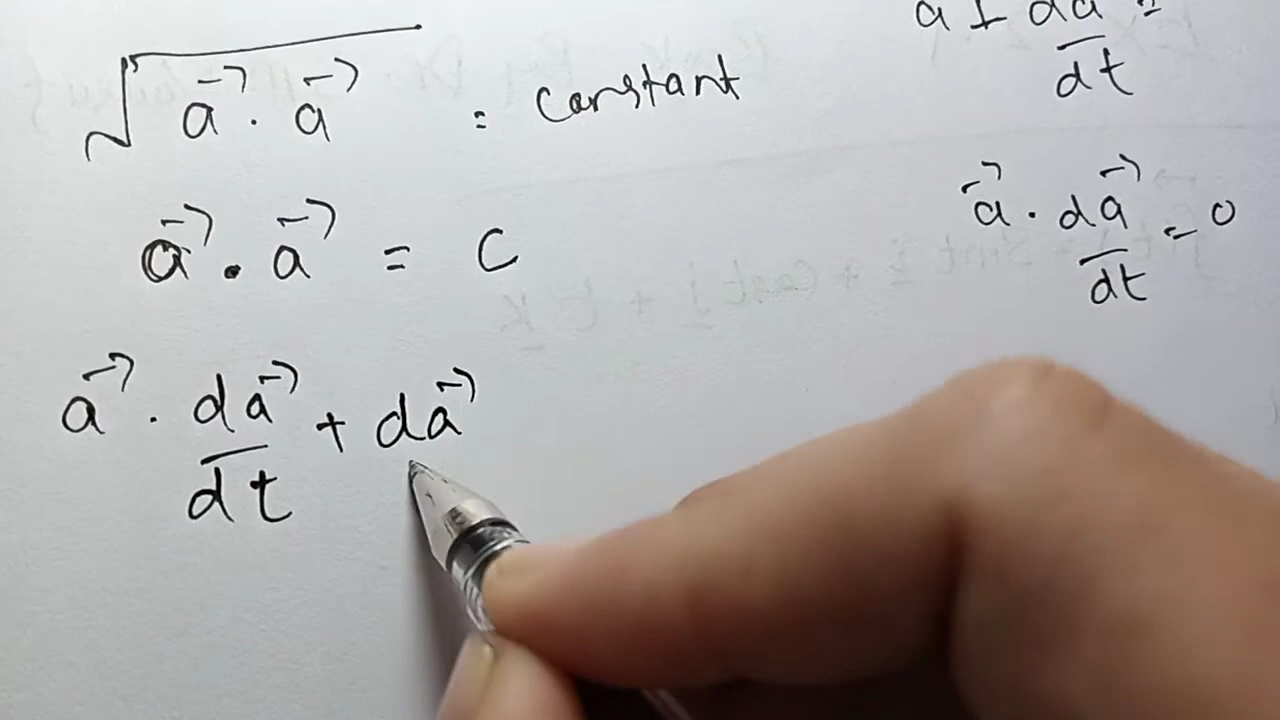 √(a⃗ . a⃗) = constant
a⃗ . a⃗ = C
a⃗ . da⃗/dt + da⃗
a ⊥ da/dt =
a⃗ . da⃗/dt = 0